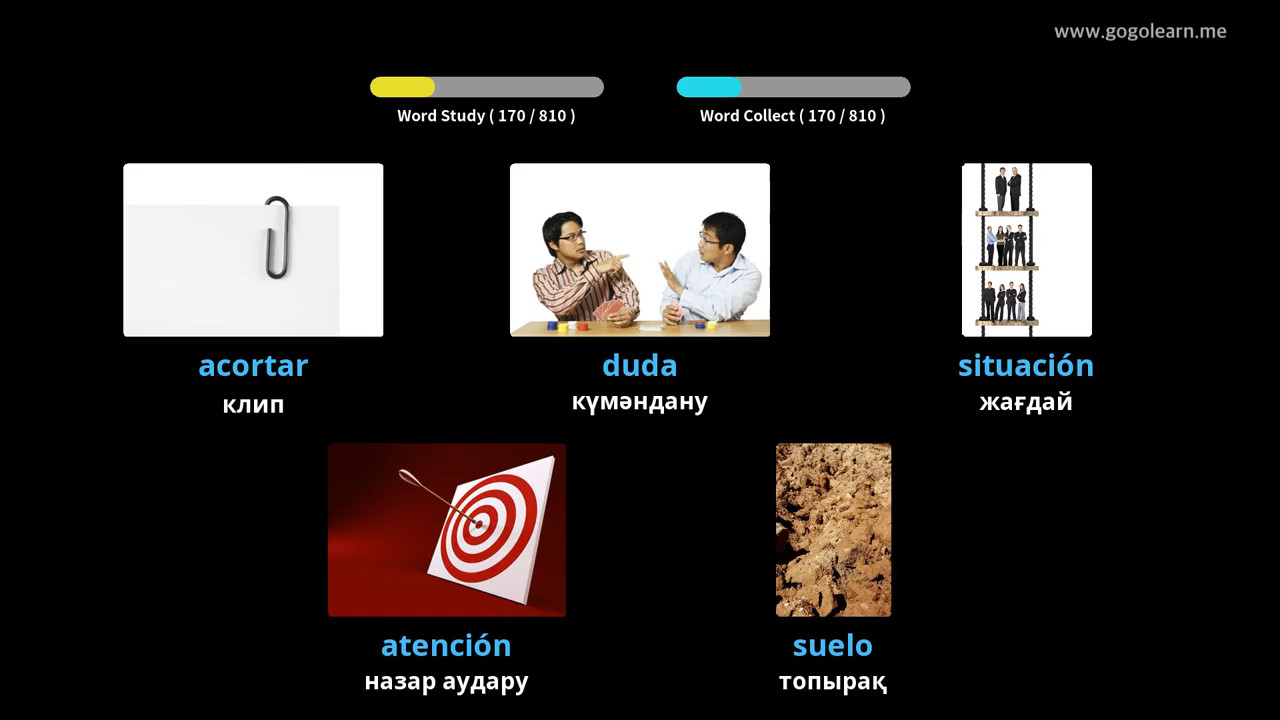 www.gogolearn.me
Word Study ( 170 / 810 )
Word Collect ( 170 / 810 )
acortar
клип
duda
күмәндану
situación
жағдай
atención
назар аудару
suelo
топырақ